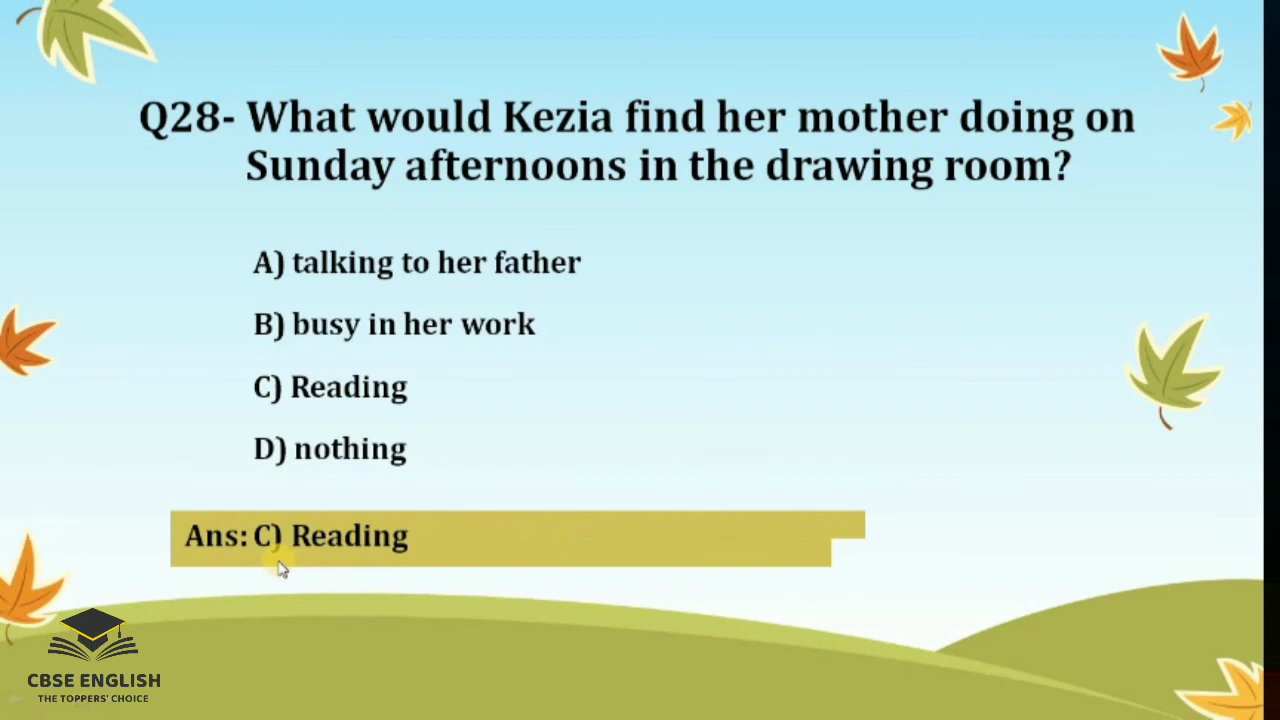 Q28- What would Kezia find her mother doing on
Sunday afternoons in the drawing room?
A) talking to her father
B) busy in her work
C) Reading
D) nothing
Ans: C) Reading
CBSE ENGLISH
THE TOPPERS' CHOICE